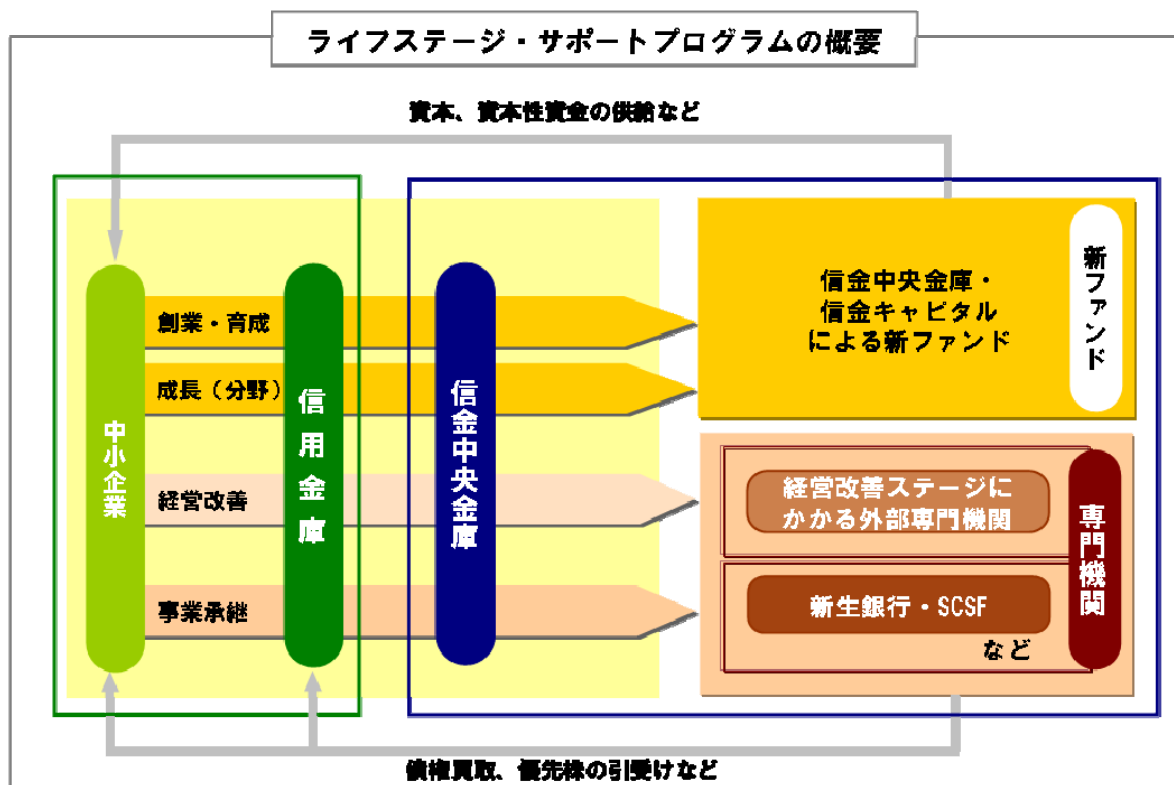 ライフステージ・サポートプログラムの概要
資本、資本性資金の供給など
中小企業
創業・育成
成長（分野）
経営改善
事業承継
信用金庫
信金中央金庫
信金中央金庫・
信金キャピタル
による新ファンド
新ファンド
経営改善ステージに
かかる外部専門機関
新生銀行・SCSF
など
専門機関
債権買取、優先株の引受けなど